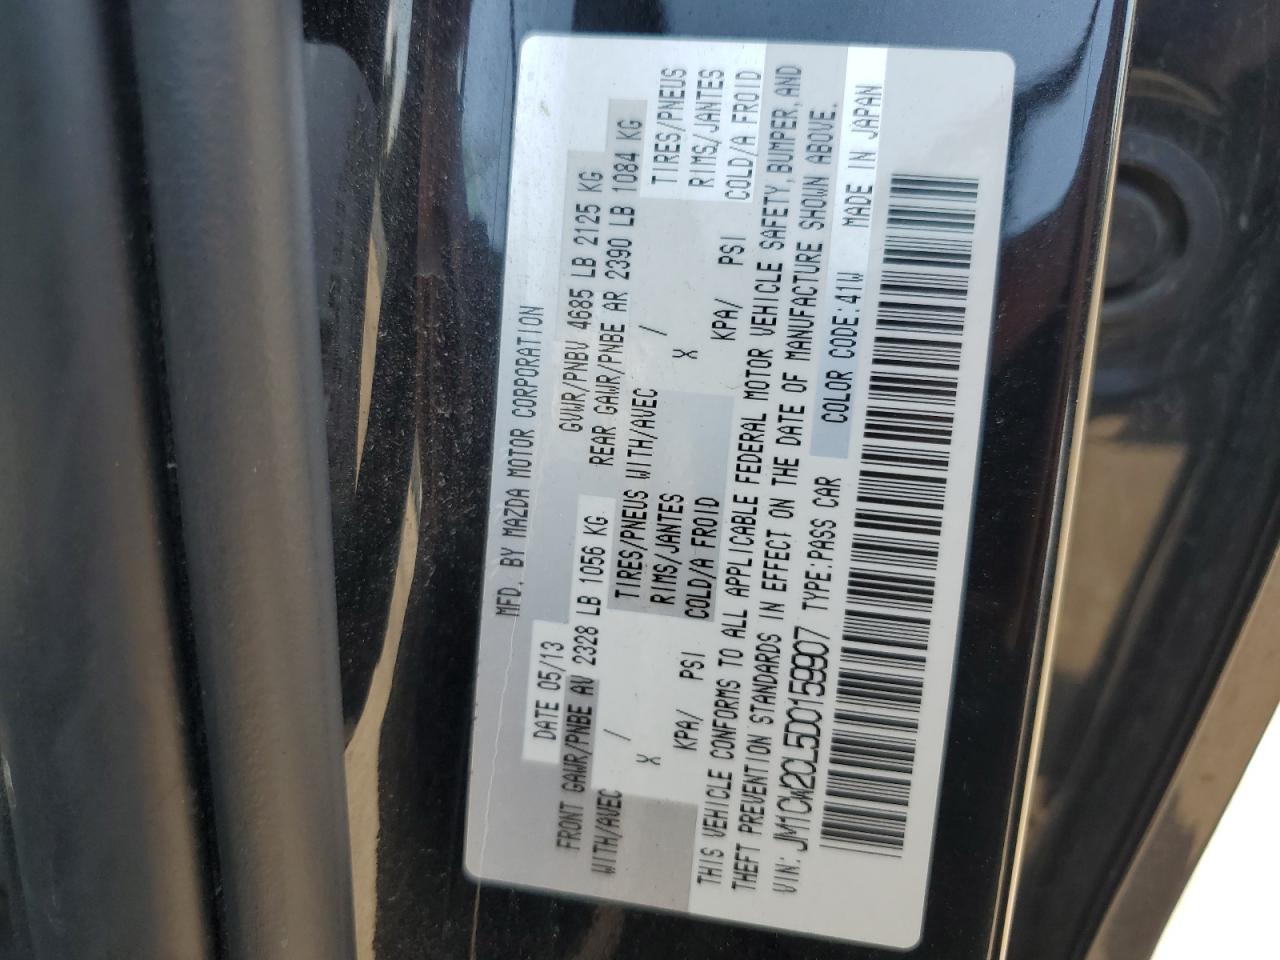 MFD. BY MAZDA MOTOR CORPORATION
DATE 05/13 GVWR/PNBV 4685 LB 2125 KG
FRONT GAWR/PNBE AV 2328 LB 1056 KG REAR GAWR/PNBE AR 2390 LB 1084 KG
WITH/AVEC / TIRES/PNEUS WITH/AVEC / TIRES/PNEUS
X RIMS/JANTES X RIMS/JANTES
KPA/ PSI COLD/A FROID KPA/ PSI COLD/A FROID
THIS VEHICLE CONFORMS TO ALL APPLICABLE FEDERAL MOTOR VEHICLE SAFETY, BUMPER, AND
THEFT PREVENTION STANDARDS IN EFFECT ON THE DATE OF MANUFACTURE SHOWN ABOVE.
VIN: JM1CW2CL5D0159907 TYPE:PASS CAR COLOR CODE:41W MADE IN JAPAN